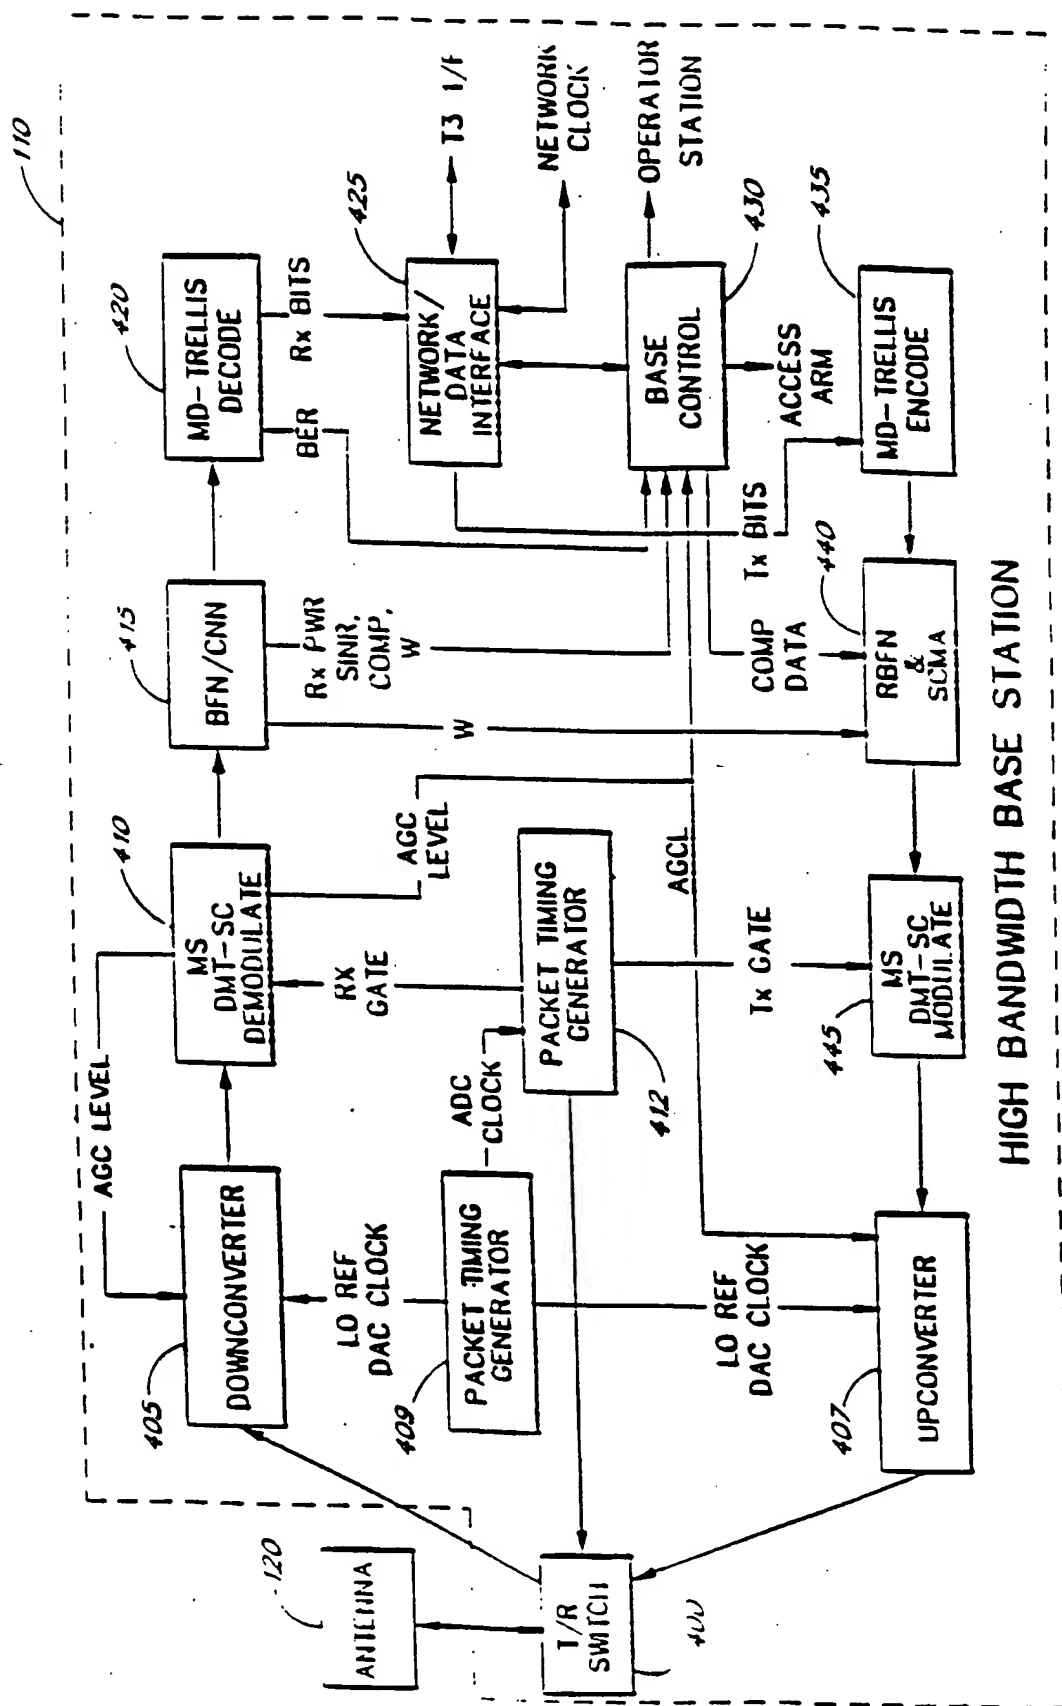 110
120
ANTENNA
T/R
SWITCH
400
405
DOWNCONVERTER
AGC LEVEL
410
MS
DMT-SC
DEMODULATE
415
BFN/CNN
420
MD-TRELLIS
DECODE
LO REF
DAC CLOCK
409
PACKET TIMING
GENERATOR
ADC
CLOCK
RX
GATE
PACKET TIMING
GENERATOR
412
AGC
LEVEL
Rx PWR
SINR,
COMP,
W
W
BER
Rx BITS
425
NETWORK/
DATA
INTERFACE
T3 I/F
NETWORK
CLOCK
OPERATOR
STATION
430
BASE
CONTROL
ACCESS
ARM
AGCL
COMP
DATA
Tx BITS
Tx GATE
LO REF
DAC CLOCK
407
UPCONVERTER
445
MS
DMT-SC
MODULATE
440
RBFN
&
SCMA
435
MD-TRELLIS
ENCODE
HIGH BANDWIDTH BASE STATION